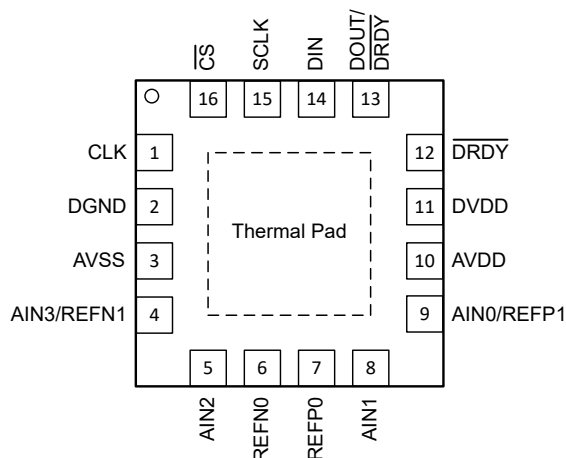 CS
SCLK
DIN
DOUT/
DRDY
16
15
14
13
CLK
1
12
DRDY
DGND
2
11
DVDD
Thermal Pad
AVSS
3
10
AVDD
AIN3/REFN1
4
9
AIN0/REFP1
5
6
7
8
AIN2
REFN0
REFP0
AIN1